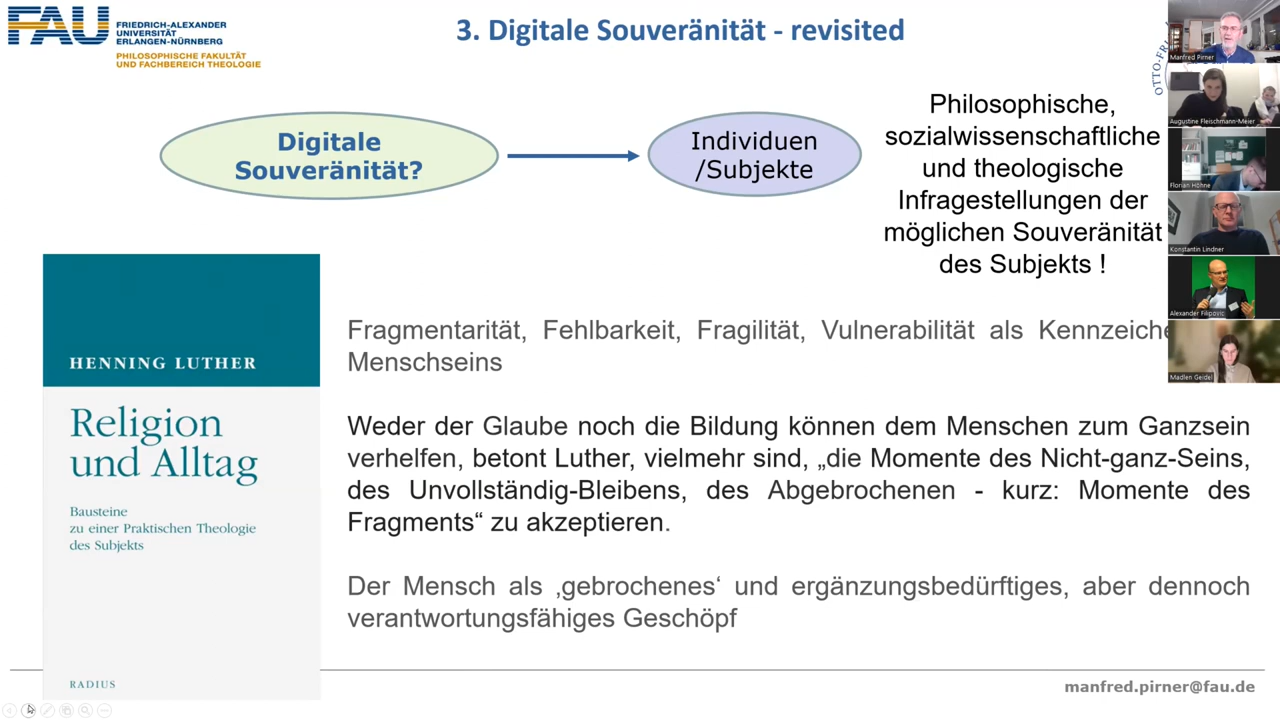 FAU
FRIEDRICH-ALEXANDER
UNIVERSITÄT
ERLANGEN-NÜRNBERG
PHILOSOPHISCHE FAKULTÄT
UND FACHBEREICH THEOLOGIE
3. Digitale Souveränität - revisited
OTTO-FRI
Manfred Pirner
Augustine Fleischmann-Meier
Florian Höhne
Konstantin Lindner
Alexander Filipovic
Madlen Geidel
Digitale
Souveränität?
Individuen
/Subjekte
Philosophische,
sozialwissenschaftliche
und theologische
Infragestellungen der
möglichen Souveränität
des Subjekts !
HENNING LUTHER
Religion
und Alltag
Bausteine
zu einer Praktischen Theologie
des Subjekts
RADIUS
Fragmentarität, Fehlbarkeit, Fragilität, Vulnerabilität als Kennzeiche
Menschseins
Weder der Glaube noch die Bildung können dem Menschen zum Ganzsein
verhelfen, betont Luther, vielmehr sind, „die Momente des Nicht-ganz-Seins,
des Unvollständig-Bleibens, des Abgebrochenen - kurz: Momente des
Fragments“ zu akzeptieren.
Der Mensch als ‚gebrochenes‘ und ergänzungsbedürftiges, aber dennoch
verantwortungsfähiges Geschöpf
manfred.pirner@fau.de